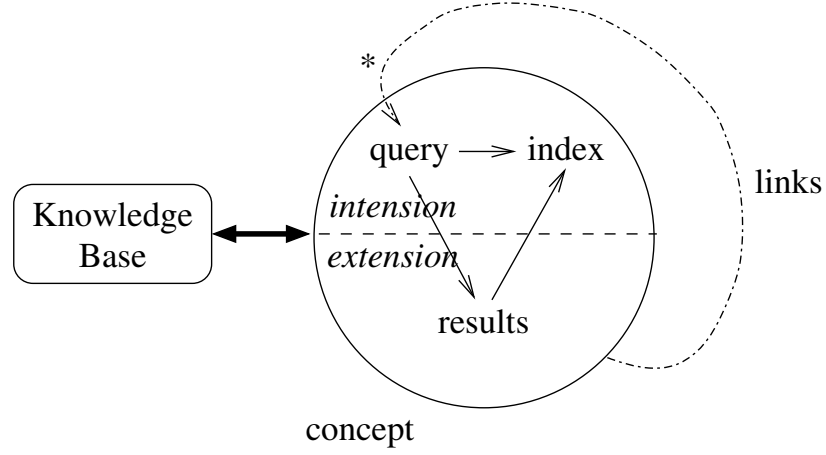 *
query
index
links
Knowledge
Base
intension
extension
results
concept